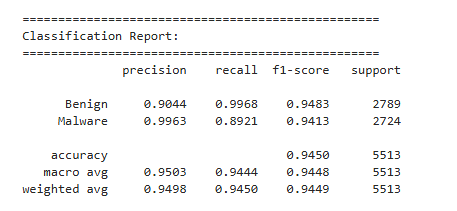 ==================================================
Classification Report:
==================================================
precision recall f1-score support
Benign 0.9044 0.9968 0.9483 2789
Malware 0.9963 0.8921 0.9413 2724
accuracy 0.9450 5513
macro avg 0.9503 0.9444 0.9448 5513
weighted avg 0.9498 0.9450 0.9449 5513